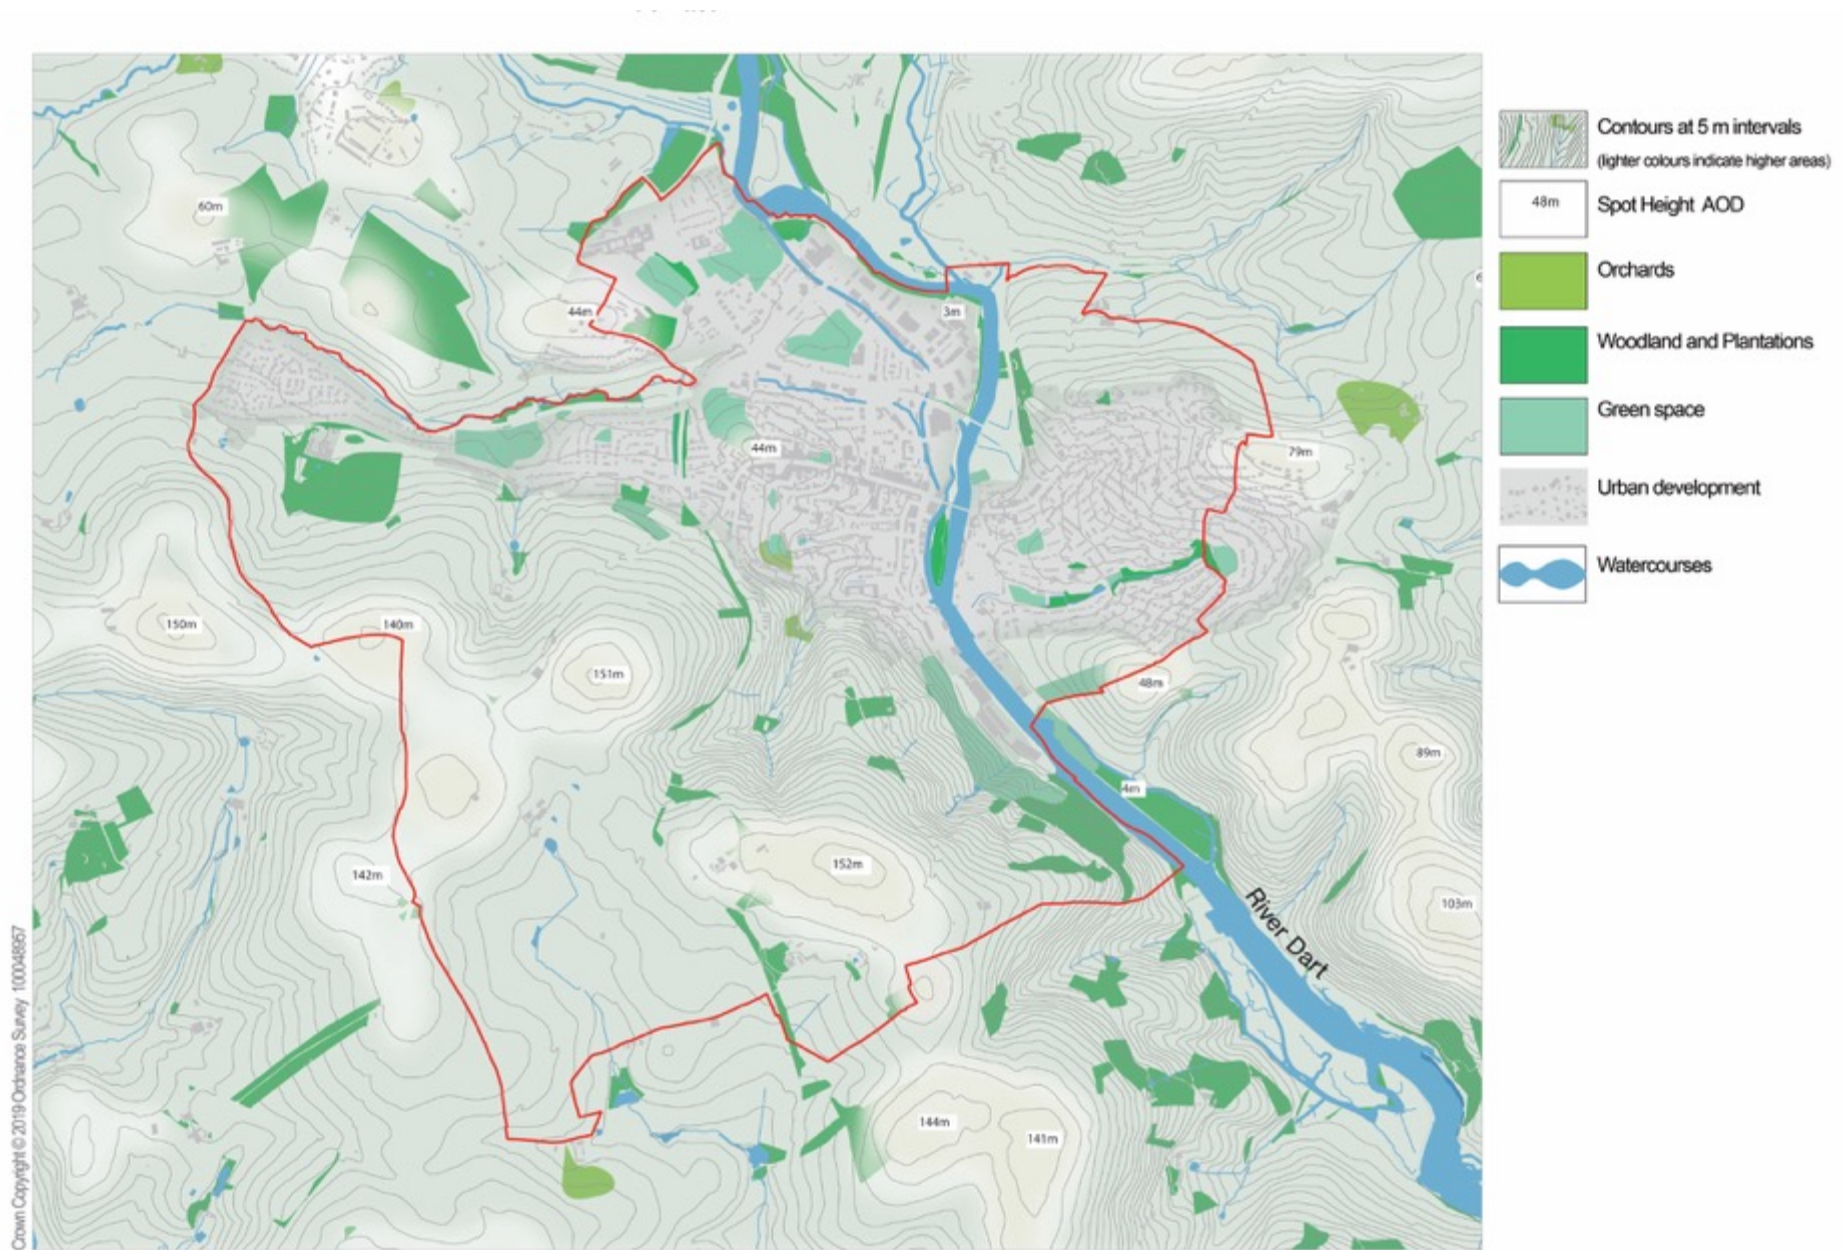 60m
44m
3m
44m
79m
150m
140m
151m
48m
89m
4m
152m
142m
103m
River Dart
144m
141m
Contours at 5 m intervals
(lighter colours indicate higher areas)
48m
Spot Height AOD
Orchards
Woodland and Plantations
Green space
Urban development
Watercourses
Crown Copyright © 2019 Ordnance Survey 100048957